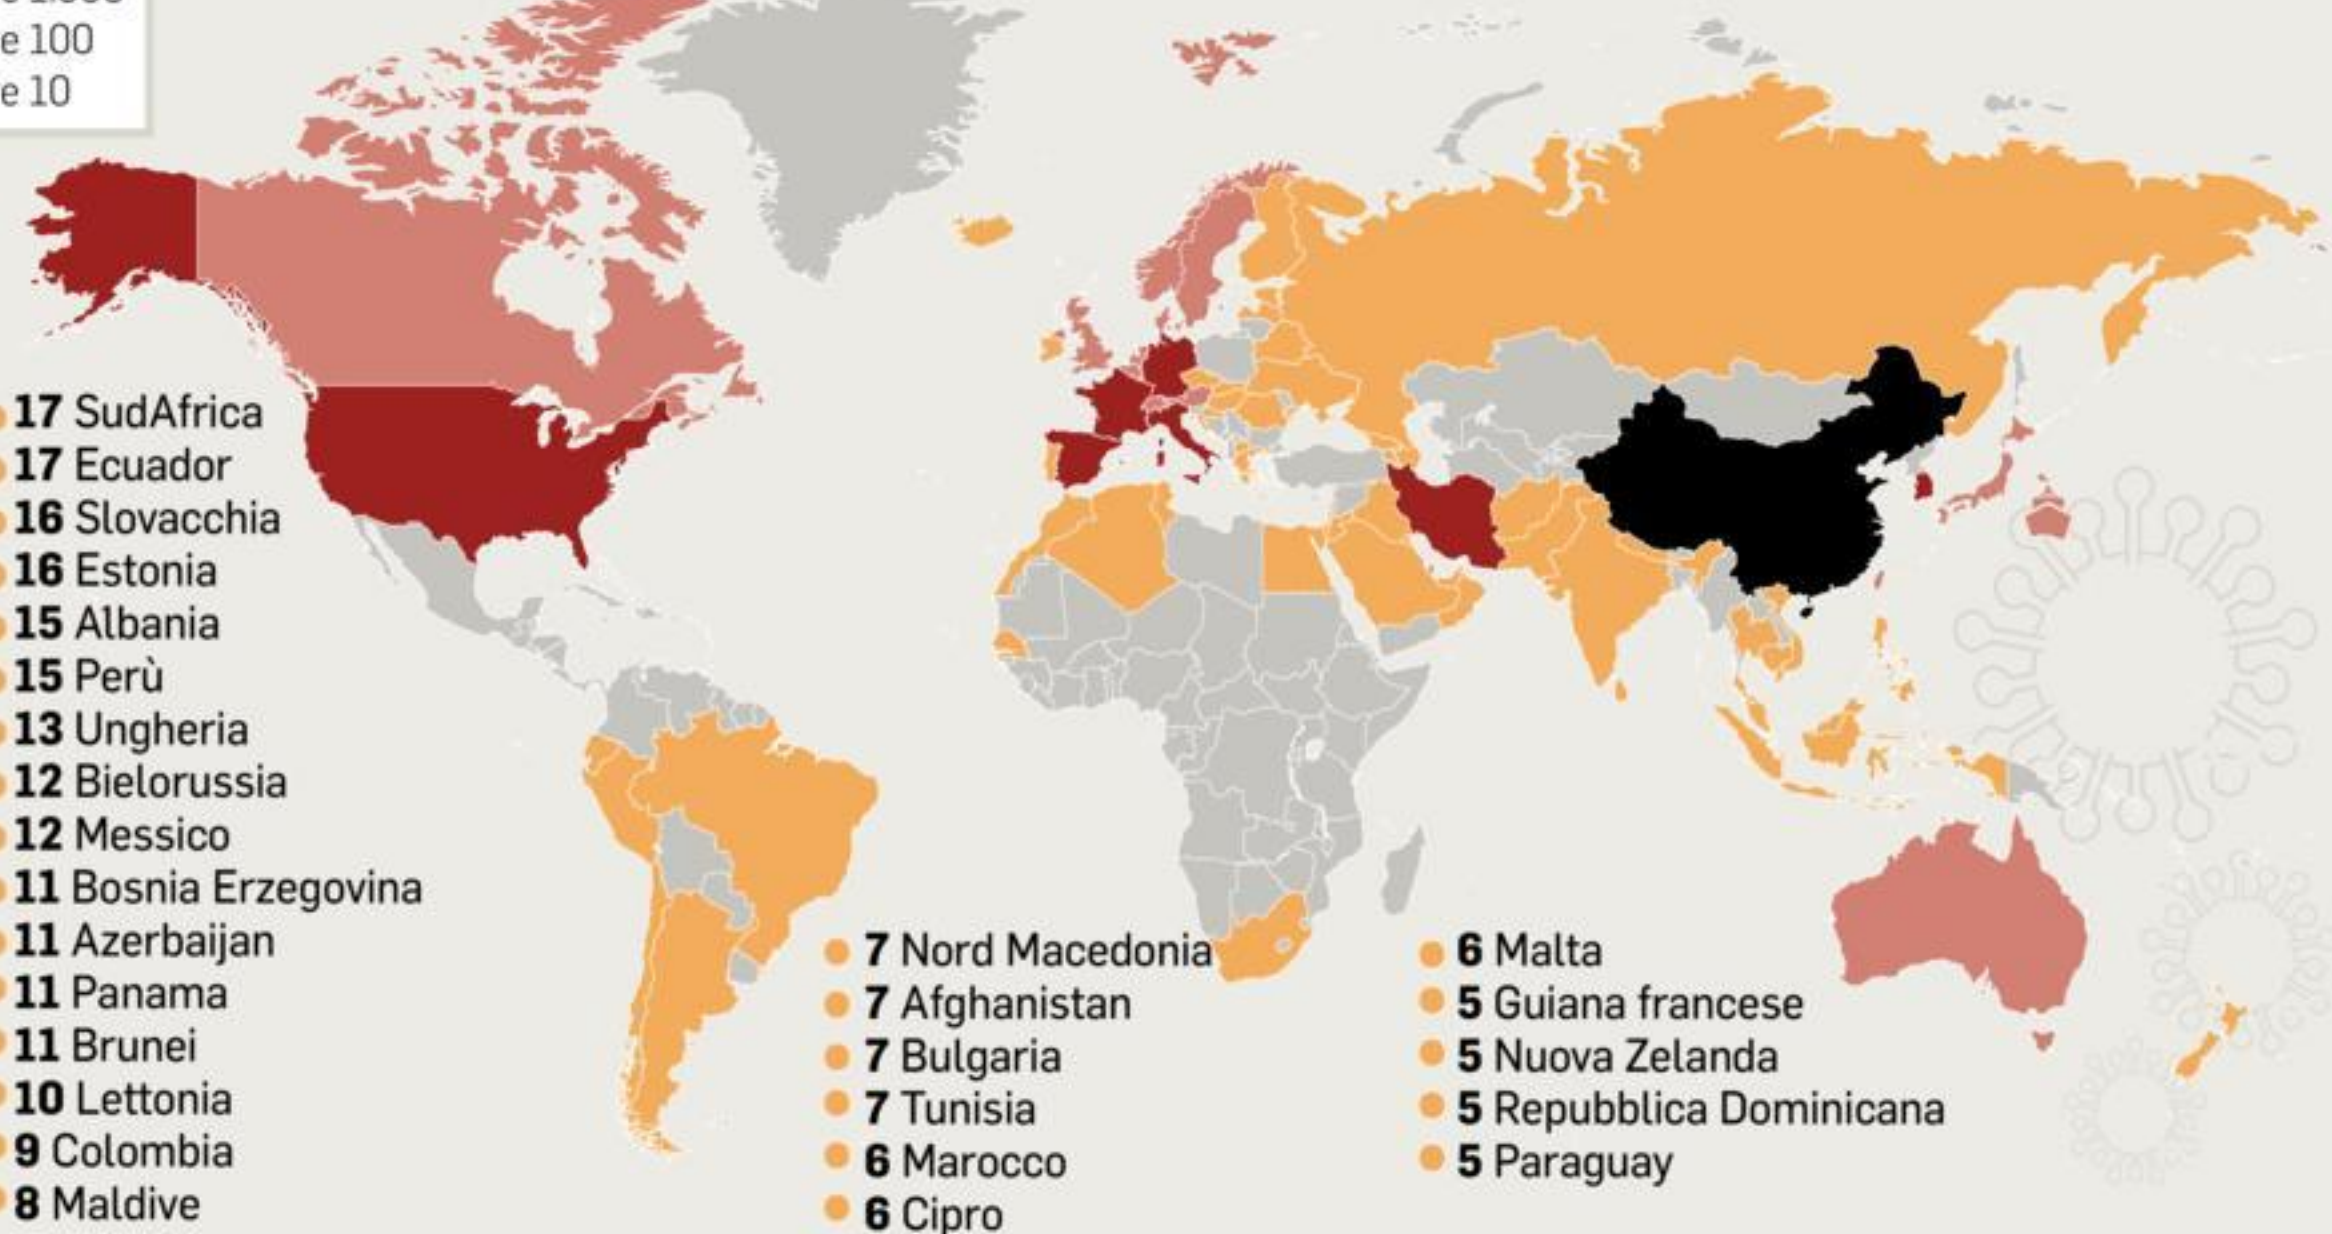 e 100
e 10
17 SudAfrica
17 Ecuador
16 Slovacchia
16 Estonia
15 Albania
15 Perù
13 Ungheria
12 Bielorussia
12 Messico
11 Bosnia Erzegovina
11 Azerbaijan
11 Panama
11 Brunei
10 Lettonia
9 Colombia
8 Maldive
7 Nord Macedonia
7 Afghanistan
7 Bulgaria
7 Tunisia
6 Marocco
6 Cipro
6 Malta
5 Guiana francese
5 Nuova Zelanda
5 Repubblica Dominicana
5 Paraguay